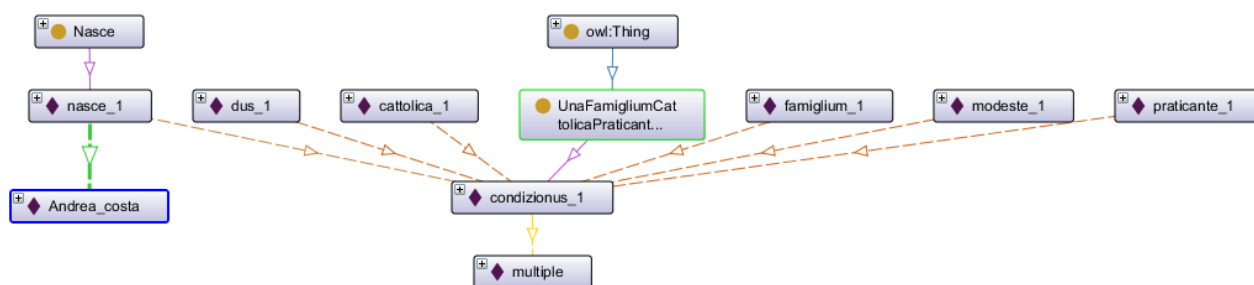 Nasce
owl:Thing
nasce_1
dus_1
cattolica_1
UnaFamigliumCat
tolicaPraticant...
famiglium_1
modeste_1
praticante_1
Andrea_costa
condizionus_1
multiple